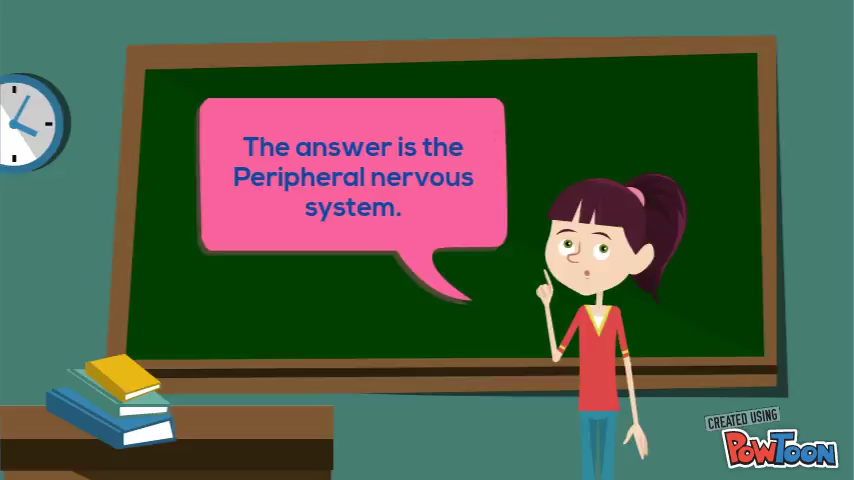 The answer is the
Peripheral nervous
system.
CREATED USING
POWTOON